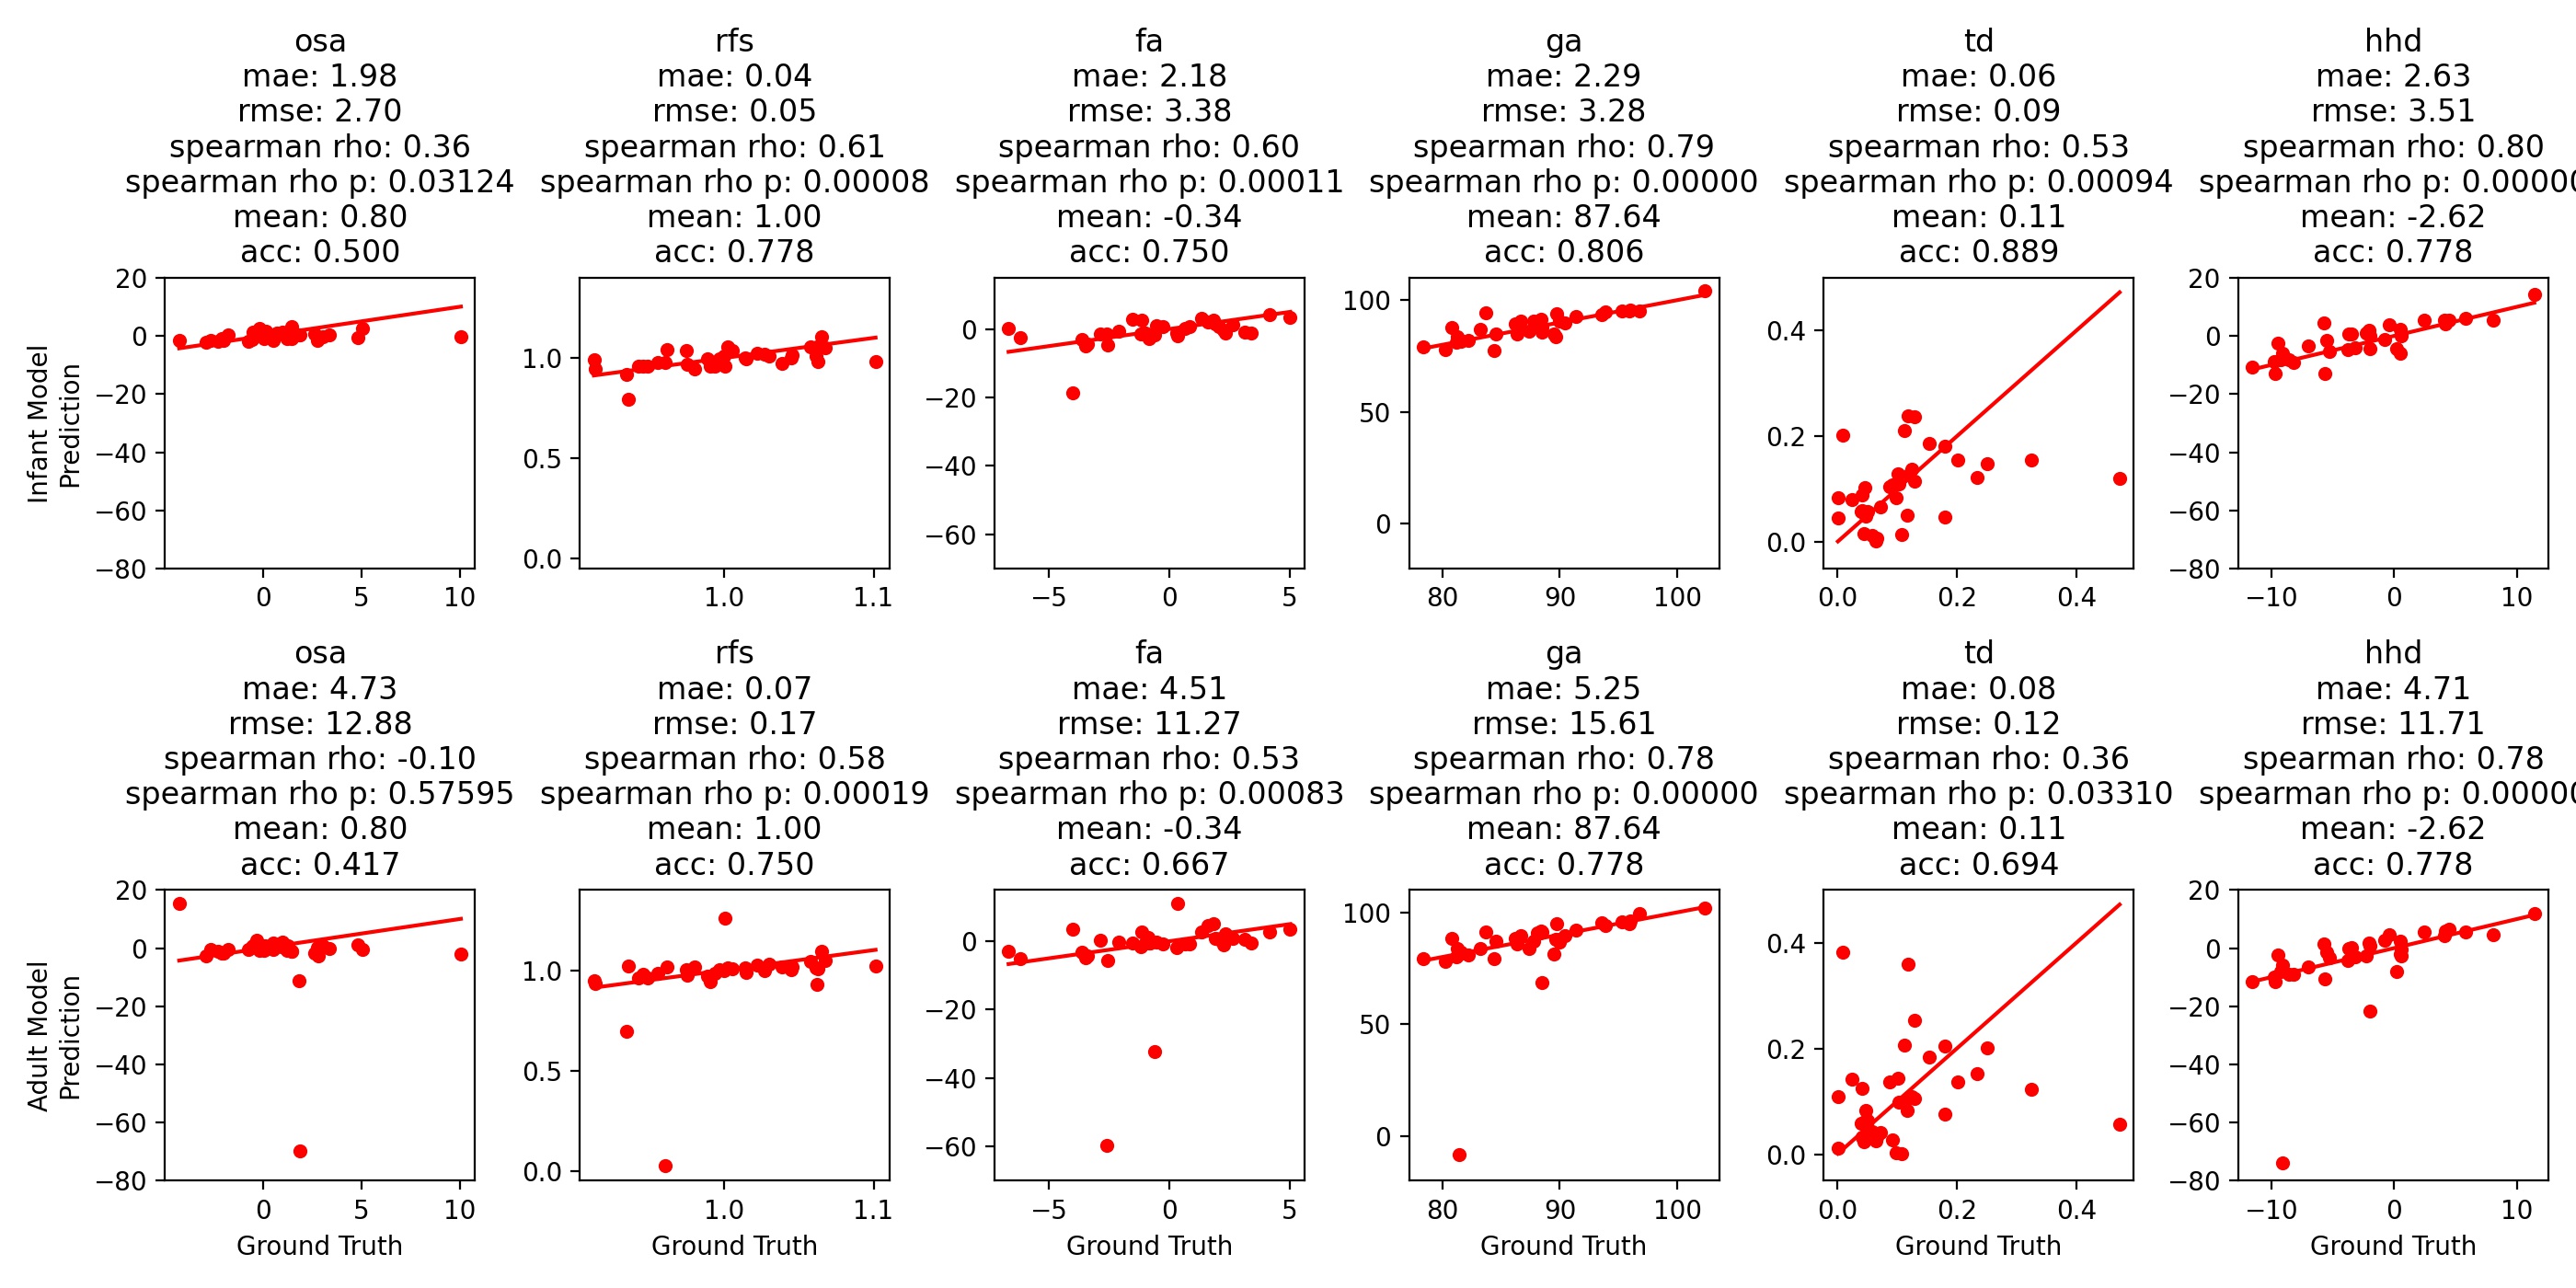 osa
mae: 1.98
rmse: 2.70
spearman rho: 0.36
spearman rho p: 0.03124
mean: 0.80
acc: 0.500
rfs
mae: 0.04
rmse: 0.05
spearman rho: 0.61
spearman rho p: 0.00008
mean: 1.00
acc: 0.778
fa
mae: 2.18
rmse: 3.38
spearman rho: 0.60
spearman rho p: 0.00011
mean: -0.34
acc: 0.750
ga
mae: 2.29
rmse: 3.28
spearman rho: 0.79
spearman rho p: 0.00000
mean: 87.64
acc: 0.806
td
mae: 0.06
rmse: 0.09
spearman rho: 0.53
spearman rho p: 0.00094
mean: 0.11
acc: 0.889
hhd
mae: 2.63
rmse: 3.51
spearman rho: 0.80
spearman rho p: 0.0000
mean: -2.62
acc: 0.778
Infant Model
Prediction
20
0
−20
−40
−60
−80
0 5 10
1.0
0.5
0.0
1.0 1.1
0
−20
−40
−60
−5 0 5
100
50
0
80 90 100
0.4
0.2
0.0
0.0 0.2 0.4
20
0
−20
−40
−60
−80
−10 0 10
osa
mae: 4.73
rmse: 12.88
spearman rho: -0.10
spearman rho p: 0.57595
mean: 0.80
acc: 0.417
rfs
mae: 0.07
rmse: 0.17
spearman rho: 0.58
spearman rho p: 0.00019
mean: 1.00
acc: 0.750
fa
mae: 4.51
rmse: 11.27
spearman rho: 0.53
spearman rho p: 0.00083
mean: -0.34
acc: 0.667
ga
mae: 5.25
rmse: 15.61
spearman rho: 0.78
spearman rho p: 0.00000
mean: 87.64
acc: 0.778
td
mae: 0.08
rmse: 0.12
spearman rho: 0.36
spearman rho p: 0.03310
mean: 0.11
acc: 0.694
hhd
mae: 4.71
rmse: 11.71
spearman rho: 0.78
spearman rho p: 0.0000
mean: -2.62
acc: 0.778
Adult Model
Prediction
20
0
−20
−40
−60
−80
0 5 10
Ground Truth
1.0
0.5
0.0
1.0 1.1
Ground Truth
0
−20
−40
−60
−5 0 5
Ground Truth
100
50
0
80 90 100
Ground Truth
0.4
0.2
0.0
0.0 0.2 0.4
Ground Truth
20
0
−20
−40
−60
−80
−10 0 10
Ground Truth